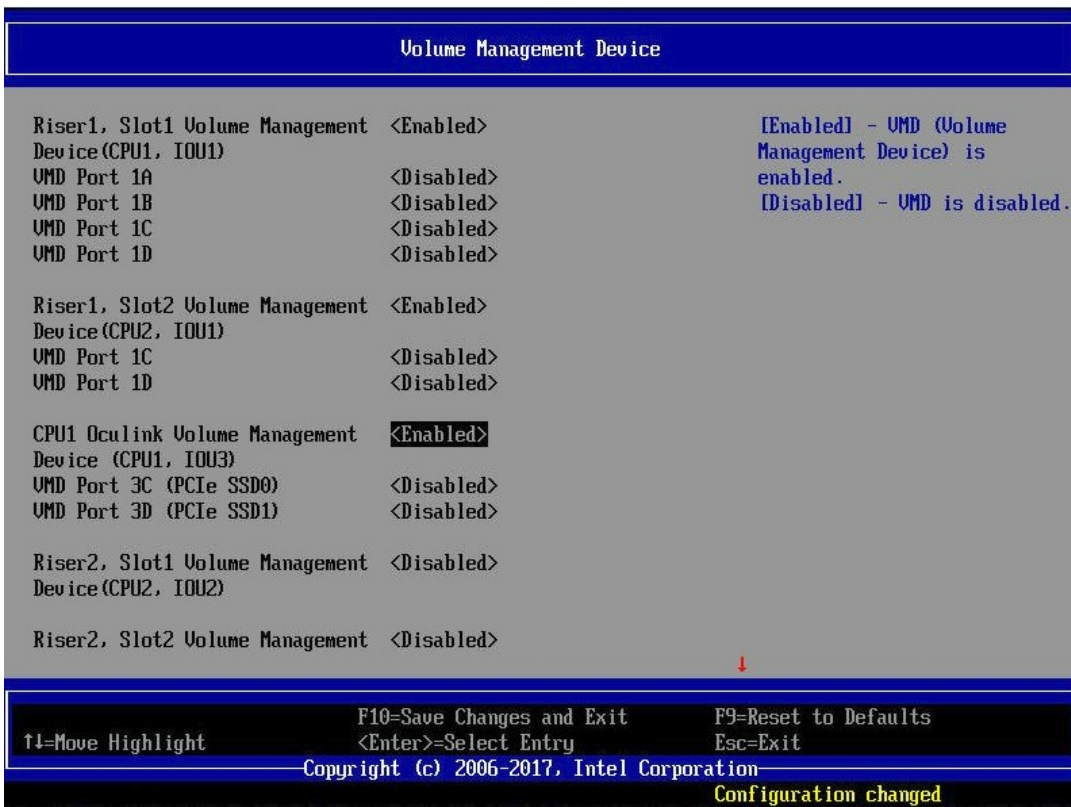 Volume Management Device
Riser1, Slot1 Volume Management <Enabled>
Device(CPU1, IOU1)
VMD Port 1A <Disabled>
VMD Port 1B <Disabled>
VMD Port 1C <Disabled>
VMD Port 1D <Disabled>
Riser1, Slot2 Volume Management <Enabled>
Device(CPU2, IOU1)
VMD Port 1C <Disabled>
VMD Port 1D <Disabled>
CPU1 Oculink Volume Management <Enabled>
Device (CPU1, IOU3)
VMD Port 3C (PCIe SSD0) <Disabled>
VMD Port 3D (PCIe SSD1) <Disabled>
Riser2, Slot1 Volume Management <Disabled>
Device(CPU2, IOU2)
Riser2, Slot2 Volume Management <Disabled>
[Enabled] - VMD (Volume
Management Device) is
enabled.
[Disabled] - VMD is disabled.
↓
F10=Save Changes and Exit F9=Reset to Defaults
↑↓=Move Highlight <Enter>=Select Entry Esc=Exit
Copyright (c) 2006-2017, Intel Corporation
Configuration changed